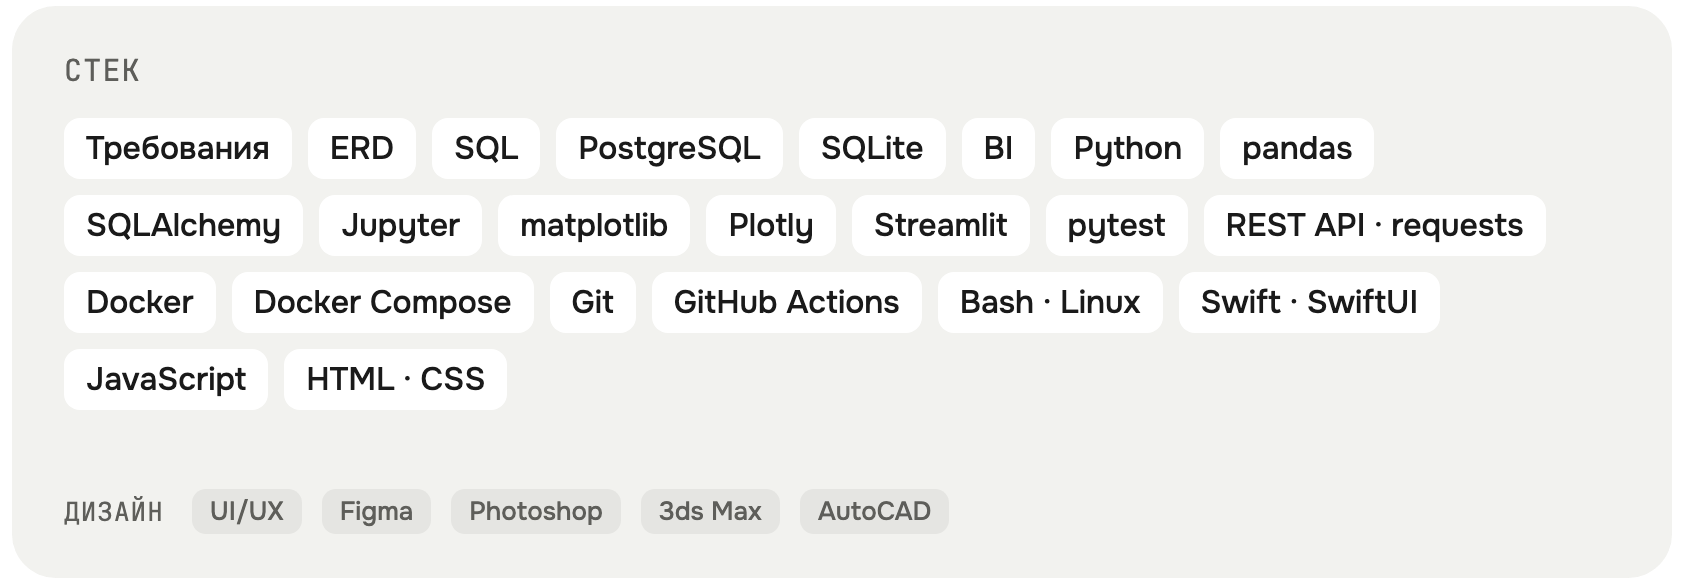 СТЕК
Требования ERD SQL PostgreSQL SQLite BI Python pandas
SQLAlchemy Jupyter matplotlib Plotly Streamlit pytest REST API · requests
Docker Docker Compose Git GitHub Actions Bash · Linux Swift · SwiftUI
JavaScript HTML · CSS
ДИЗАЙН UI/UX Figma Photoshop 3ds Max AutoCAD